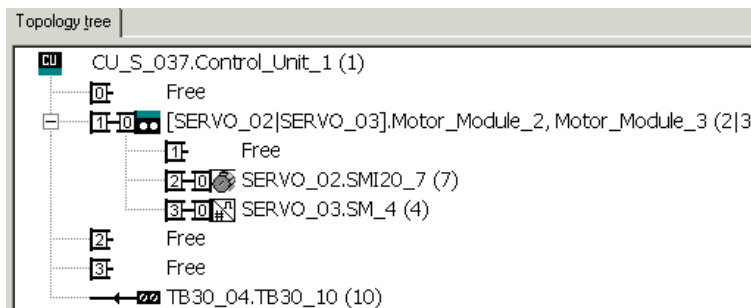 Topology tree
CU CU_S_037.Control_Unit_1 (1)
0 Free
1 0 [SERVO_02|SERVO_03].Motor_Module_2, Motor_Module_3 (2|3
1 Free
2 0 SERVO_02.SMI20_7 (7)
3 0 SERVO_03.SM_4 (4)
2 Free
3 Free
TB30_04.TB30_10 (10)